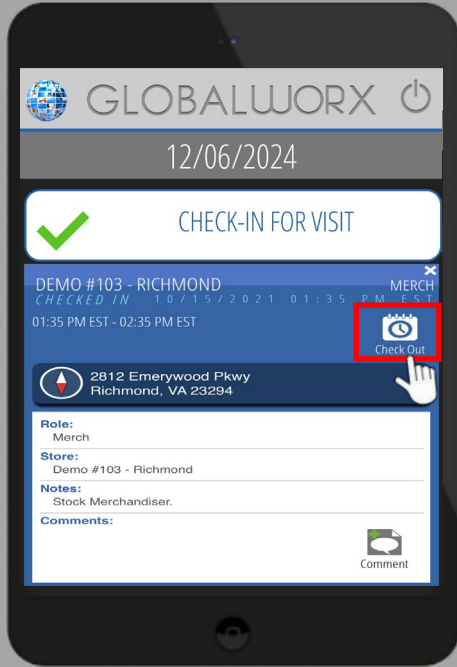 GLOBALWORX
12/06/2024
CHECK-IN FOR VISIT
DEMO #103 - RICHMOND
MERCH
CHECKED IN 10/15/2021 01:35 PM EST
01:35 PM EST - 02:35 PM EST
Check Out
2812 Emerywood Pkwy
Richmond, VA 23294
Role:
Merch
Store:
Demo #103 - Richmond
Notes:
Stock Merchandiser.
Comments:
Comment